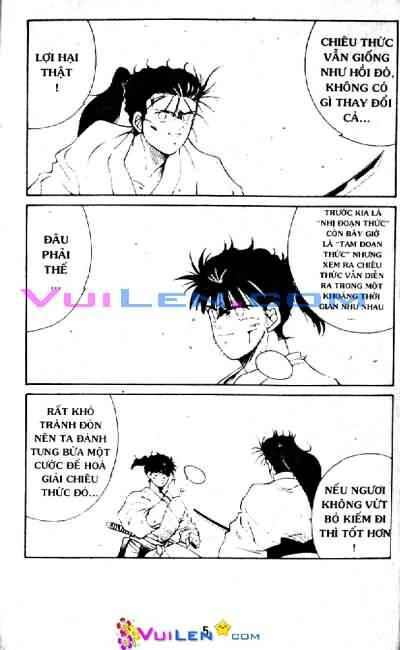 LỢI HẠI
THẬT
!
CHIÊU THỨC
VẪN GIỐNG
NHƯ HỒI ĐÓ,
KHÔNG CÓ
GÌ THAY ĐỔI
CẢ...
ĐÂU
PHẢI
THẾ
...
TRƯỚC KIA LÀ
"NHỊ ĐOẠN THỨC"
CÒN BÂY GIỜ
LÀ "TAM ĐOẠN
THỨC" NHƯNG
XEM RA CHIÊU
THỨC VẪN DIỄN
RA TRONG MỘT
KHOẢNG THỜI
GIAN NHƯ NHAU
...
VUILEN.COM
RẤT KHÓ
TRÁNH ĐÒN
NÊN TA ĐÁNH
TUNG BỪA MỘT
CƯỚC ĐỂ HOÁ
GIẢI CHIÊU
THỨC ĐÓ...
NẾU NGƯƠI
KHÔNG VỨT
BỎ KIẾM ĐI
THÌ TỐT HƠN
!
5
VUILEN.COM